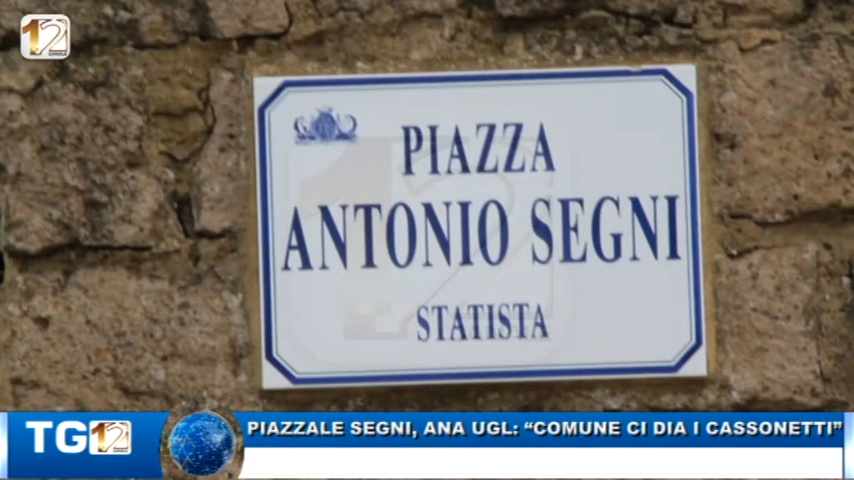 12
PIAZZA
ANTONIO SEGNI
STATISTA
TG12
PIAZZALE SEGNI, ANA UGL: “COMUNE CI DIA I CASSONETTI”